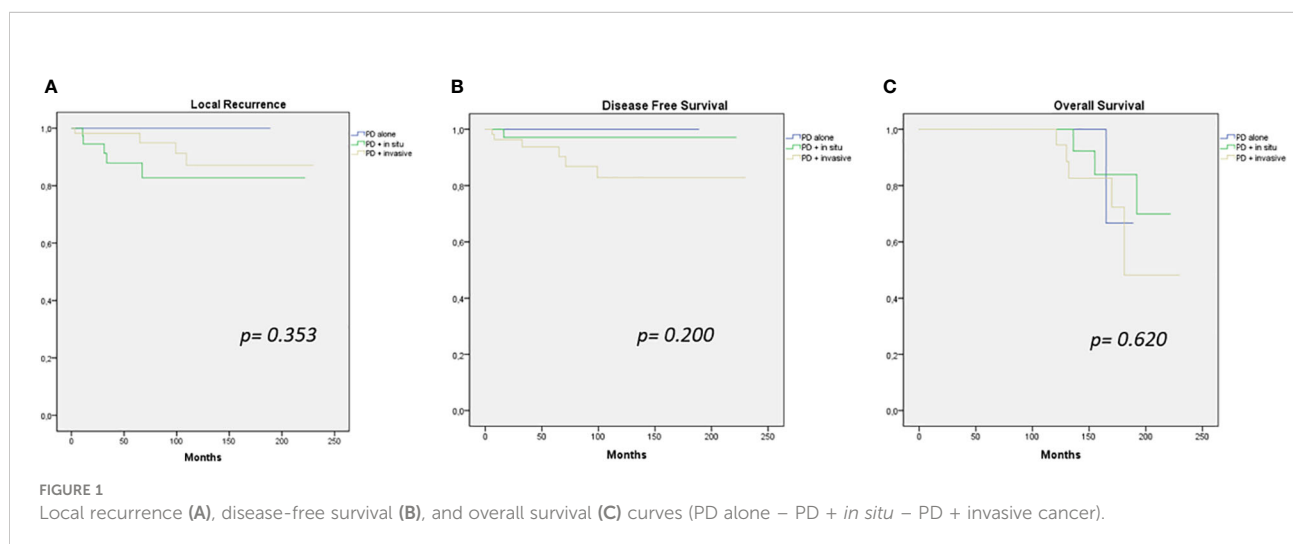 A
Local Recurrence
1,0
0,8
0,6
0,4
0,2
0,0
0 50 100 150 200 250
Months
PD alone
PD + in situ
PD + invasive
p= 0.353
B
Disease Free Survival
1,0
0,8
0,6
0,4
0,2
0,0
0 50 100 150 200 250
Months
PD alone
PD + in situ
PD + invasive
p= 0.200
C
Overall Survival
1,0
0,8
0,6
0,4
0,2
0,0
0 50 100 150 200 250
Months
PD alone
PD + in situ
PD + invasive
p= 0.620
FIGURE 1
Local recurrence (A), disease-free survival (B), and overall survival (C) curves (PD alone – PD + in situ – PD + invasive cancer).